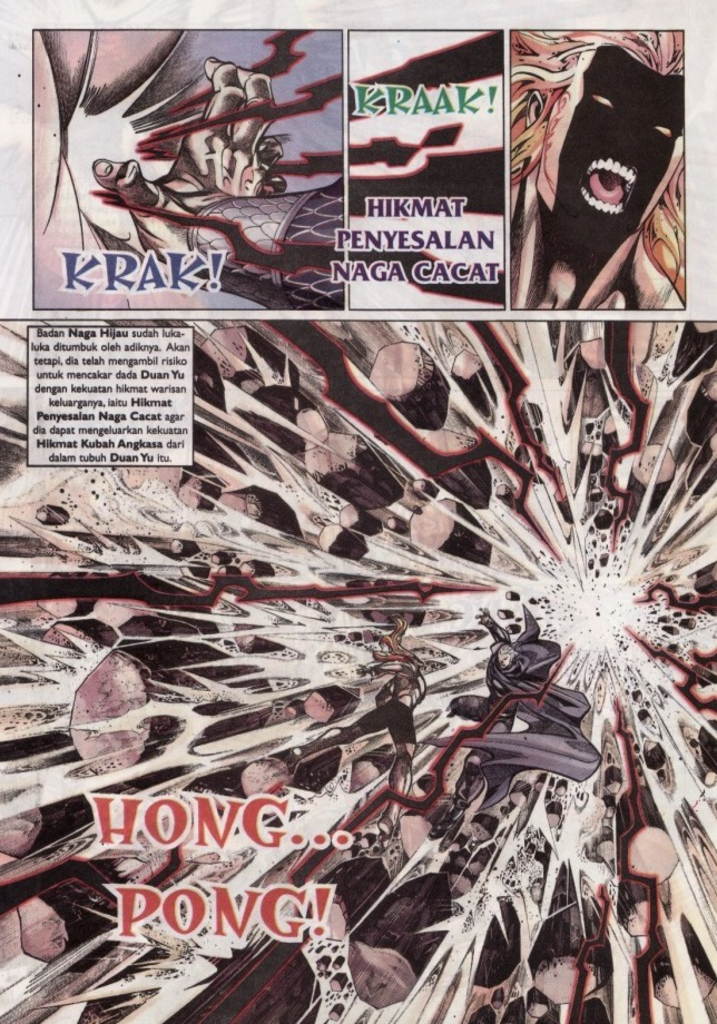 KRAK!
KRAAK!
HIKMAT
PENYESALAN
NAGA CACAT
Badan Naga Hijau sudah luka-
luka ditumbuk oleh adiknya. Akan
tetapi, dia telah mengambil risiko
untuk mencakar dada Duan Yu
dengan kekuatan hikmat warisan
keluarganya, iaitu Hikmat
Penyesalan Naga Cacat agar
dia dapat mengeluarkan kekuatan
Hikmat Kubah Angkasa dari
dalam tubuh Duan Yu itu.
HONG...
PONG!